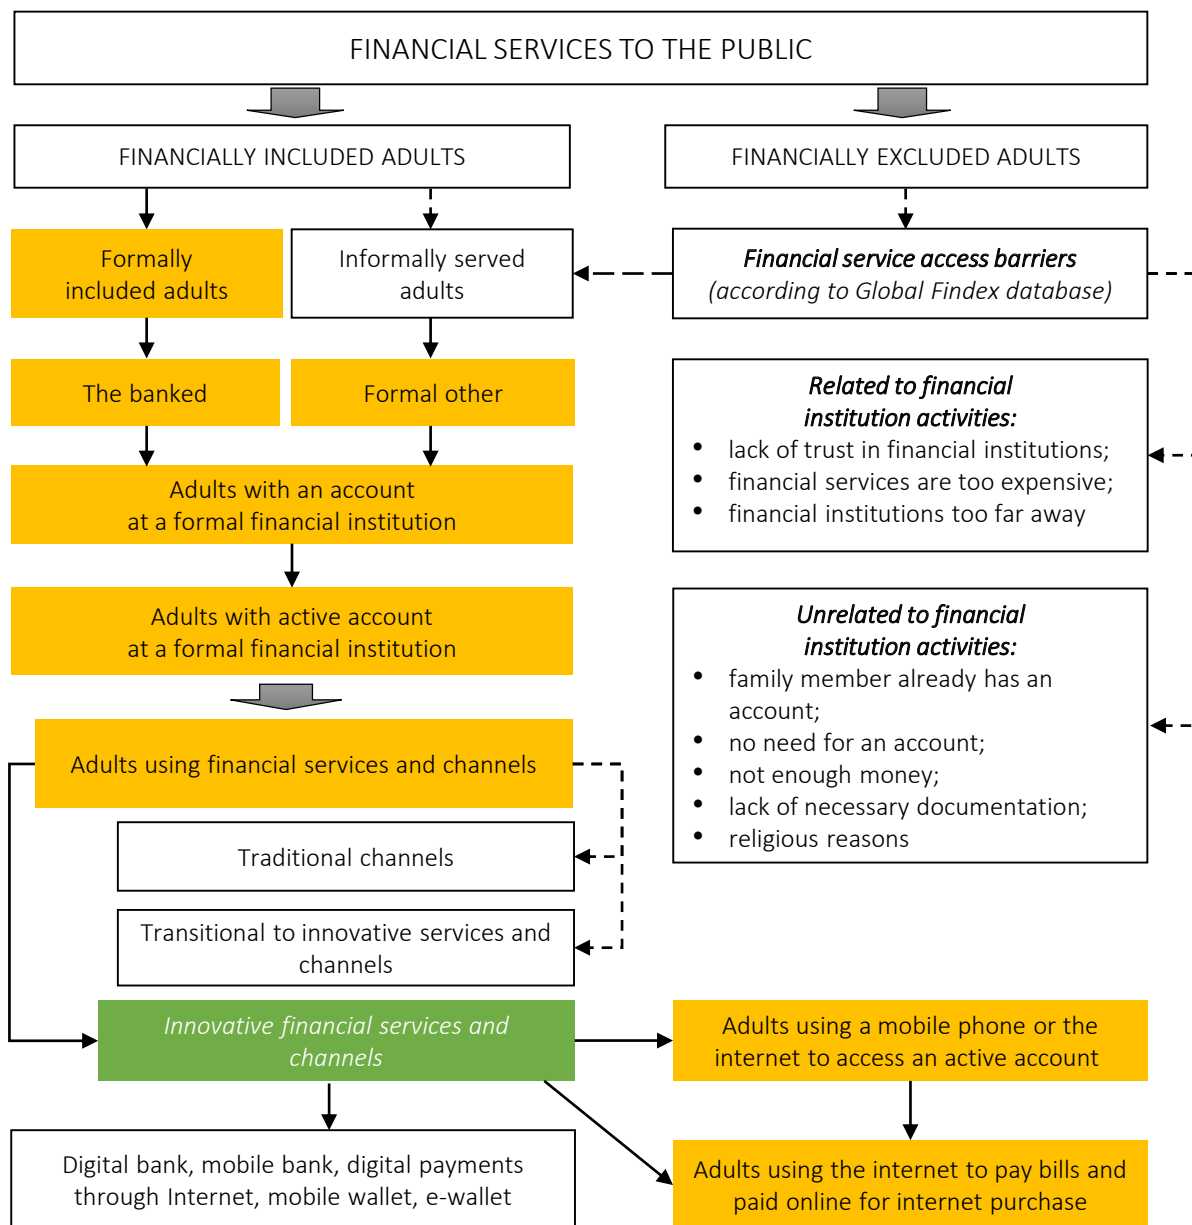 FINANCIAL SERVICES TO THE PUBLIC
FINANCIALLY INCLUDED ADULTS
FINANCIALLY EXCLUDED ADULTS
Formally
included adults
Informally served
adults
Financial service access barriers
(according to Global Findex database)
The banked
Formal other
Related to financial
institution activities:
• lack of trust in financial institutions;
• financial services are too expensive;
• financial institutions too far away
Adults with an account
at a formal financial institution
Adults with active account
at a formal financial institution
Unrelated to financial
institution activities:
• family member already has an
account;
• no need for an account;
• not enough money;
• lack of necessary documentation;
• religious reasons
Adults using financial services and channels
Traditional channels
Transitional to innovative services and
channels
Innovative financial services and
channels
Adults using a mobile phone or the
internet to access an active account
Digital bank, mobile bank, digital payments
through Internet, mobile wallet, e-wallet
Adults using the internet to pay bills and
paid online for internet purchase